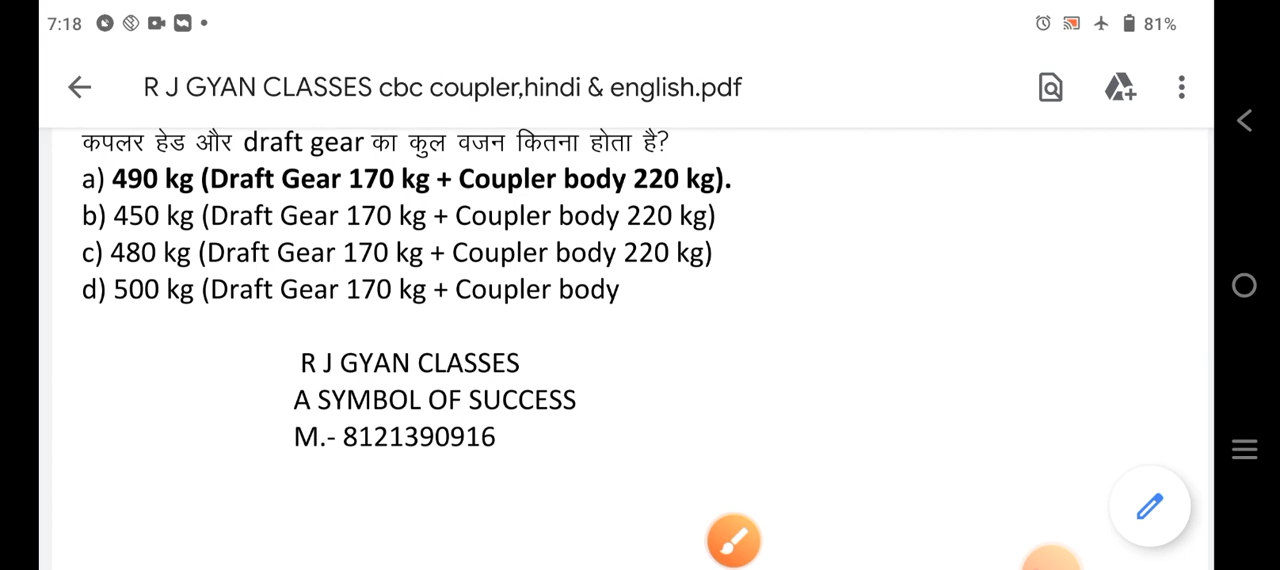 7:18
81%
R J GYAN CLASSES cbc coupler,hindi & english.pdf
कपलर हेड और draft gear का कुल वजन कितना होता है?
a) 490 kg (Draft Gear 170 kg + Coupler body 220 kg).
b) 450 kg (Draft Gear 170 kg + Coupler body 220 kg)
c) 480 kg (Draft Gear 170 kg + Coupler body 220 kg)
d) 500 kg (Draft Gear 170 kg + Coupler body
R J GYAN CLASSES
A SYMBOL OF SUCCESS
M.- 8121390916